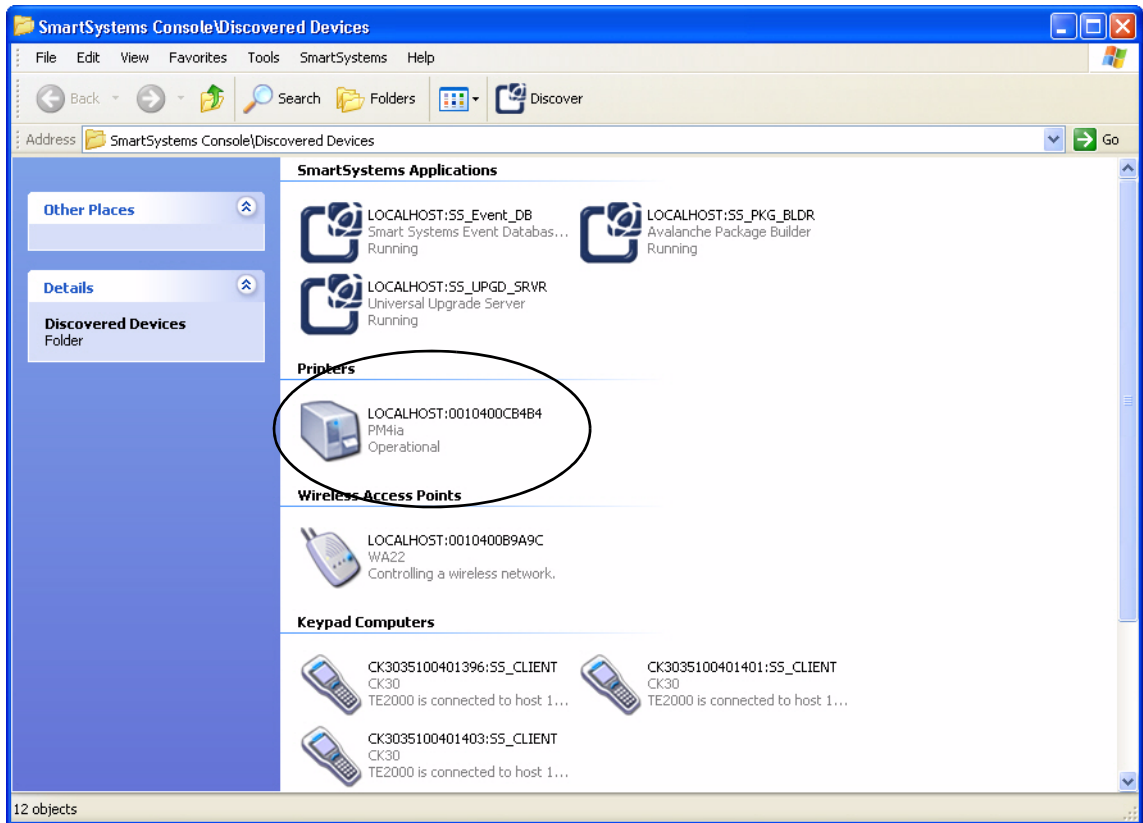 SmartSystems Console\Discovered Devices
File Edit View Favorites Tools SmartSystems Help
Back Search Folders Discover
Address SmartSystems Console\Discovered Devices Go
Other Places
Details
Discovered Devices
Folder
SmartSystems Applications
LOCALHOST:SS_Event_DB
Smart Systems Event Databas...
Running
LOCALHOST:SS_PKG_BLDR
Avalanche Package Builder
Running
LOCALHOST:SS_UPGD_SRVR
Universal Upgrade Server
Running
Printers
LOCALHOST:0010400CB4B4
PM4ia
Operational
Wireless Access Points
LOCALHOST:0010400B9A9C
WA22
Controlling a wireless network.
Keypad Computers
CK3035100401396:SS_CLIENT
CK30
TE2000 is connected to host 1...
CK3035100401401:SS_CLIENT
CK30
TE2000 is connected to host 1...
CK3035100401403:SS_CLIENT
CK30
TE2000 is connected to host 1...
12 objects